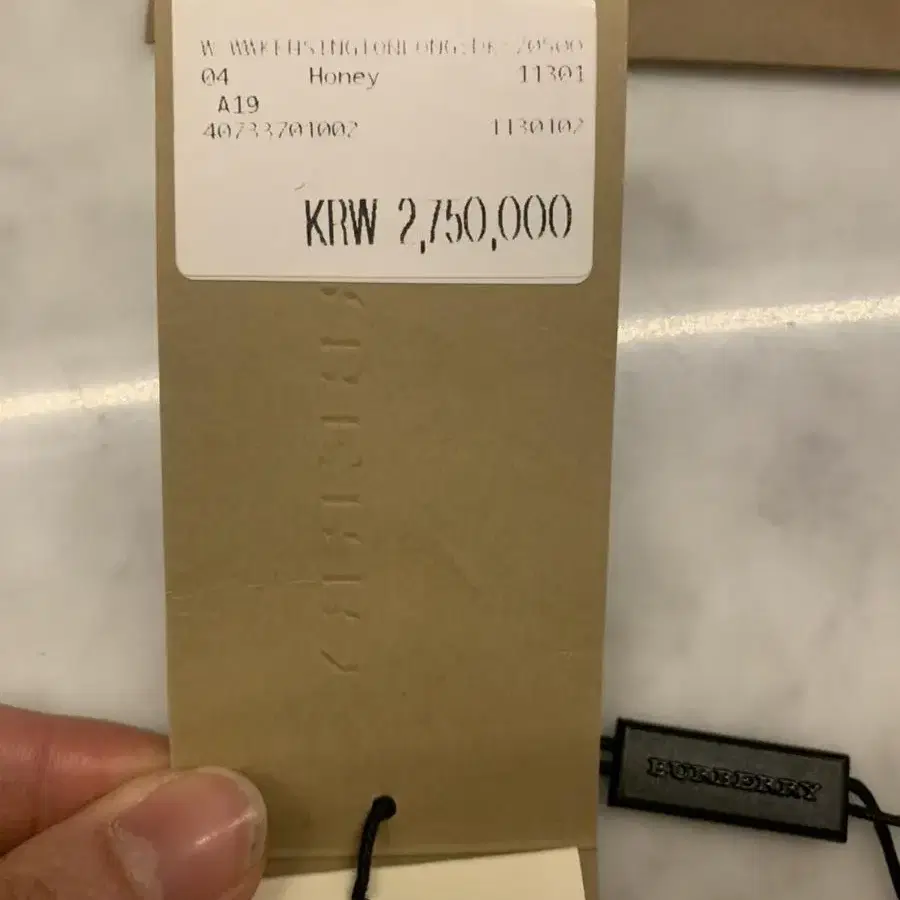 04 Honey 11301
A19
40733701002 1130102
KRW 2,750,000
BURBERRY